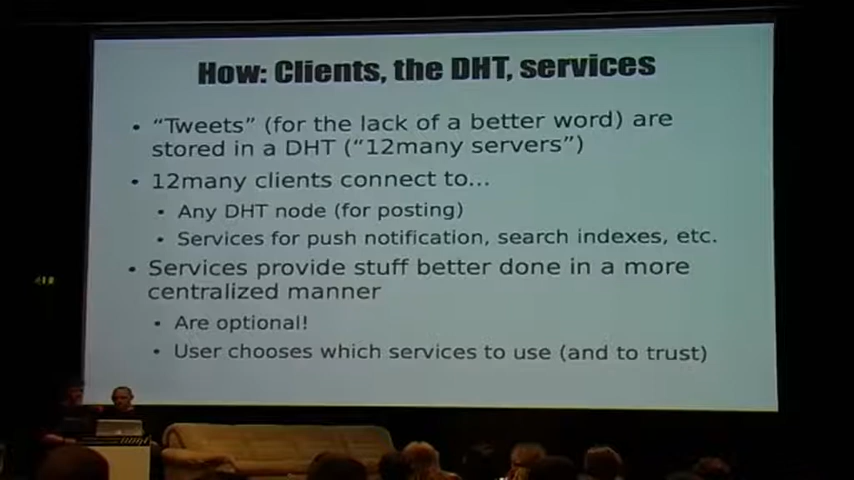 How: Clients, the DHT, services
• "Tweets" (for the lack of a better word) are
stored in a DHT ("12many servers")
• 12many clients connect to...
• Any DHT node (for posting)
• Services for push notification, search indexes, etc.
• Services provide stuff better done in a more
centralized manner
• Are optional!
• User chooses which services to use (and to trust)